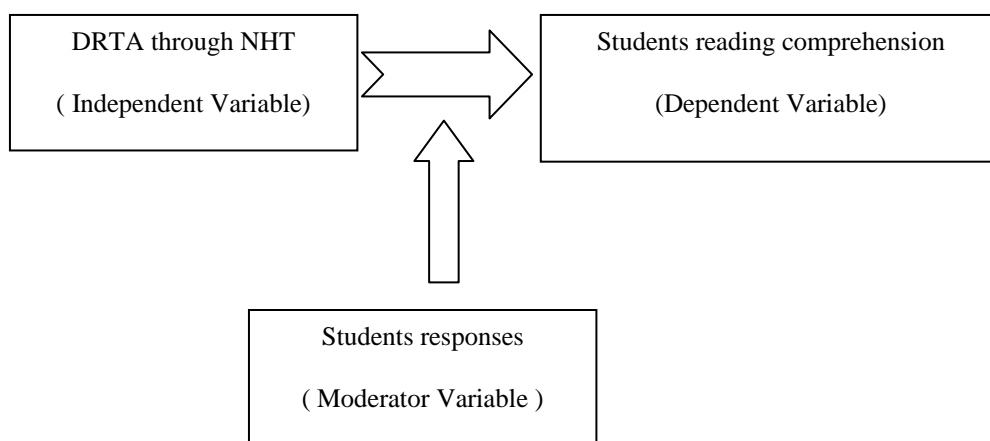 DRTA through NHT
( Independent Variable)
Students reading comprehension
(Dependent Variable)
Students responses
( Moderator Variable )